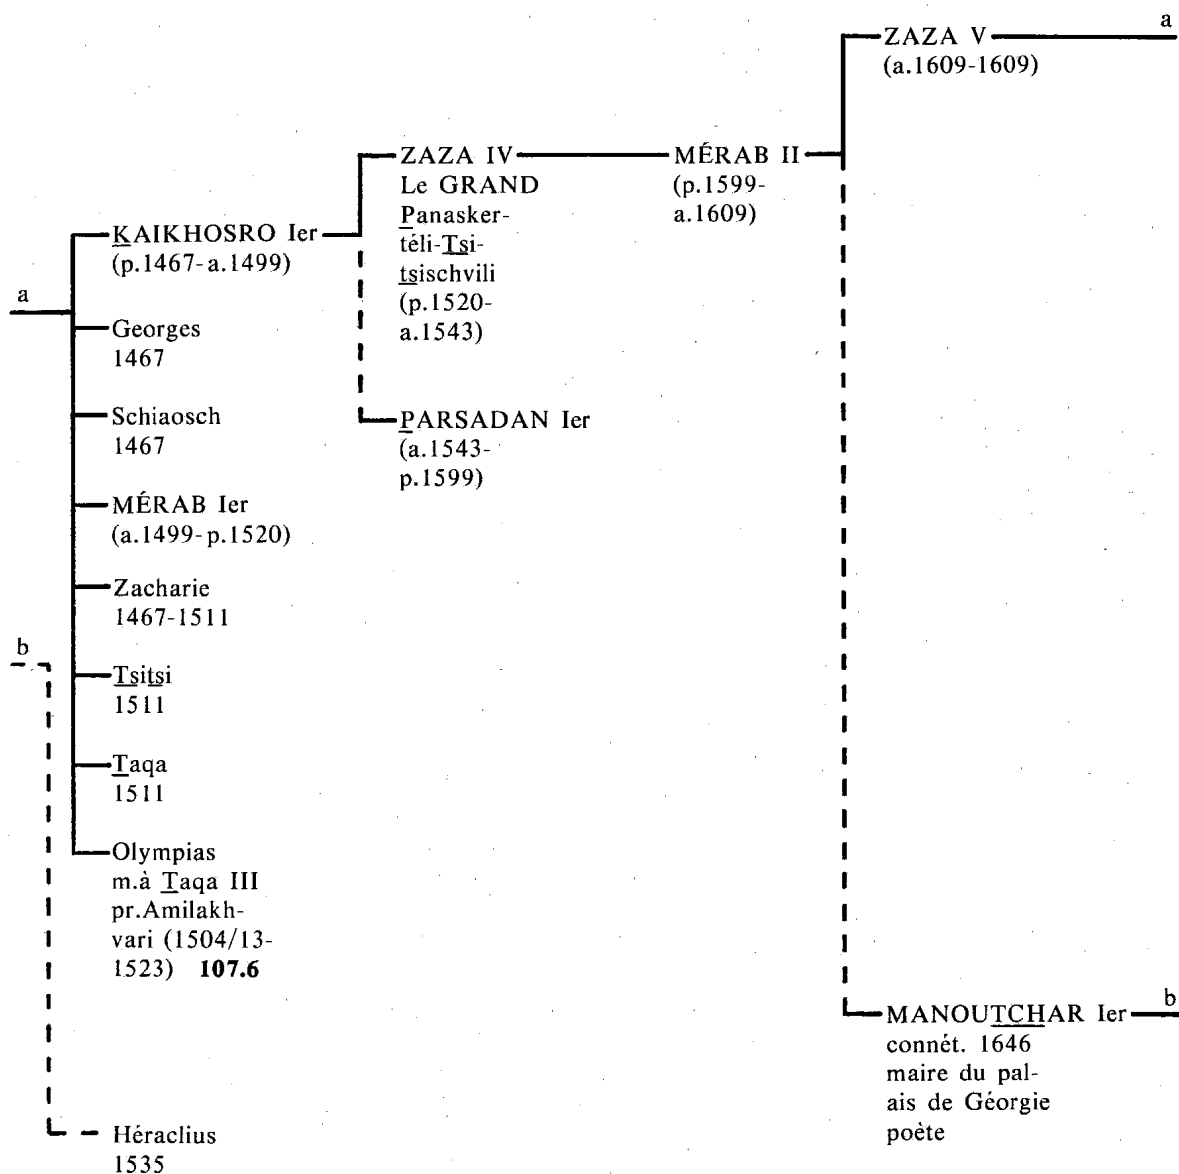 a
KAIKHOSRO Ier
(p.1467-a.1499)
Georges
1467
Schiaosch
1467
MÉRAB Ier
(a.1499-p.1520)
Zacharie
1467-1511
b
Tsitsi
1511
Taqa
1511
Olympias
m.à Taqa III
pr.Amilakh-
vari (1504/13-
1523) 107.6
Héraclius
1535
ZAZA IV
Le GRAND
Panasker-
téli-Tsi-
tsischvili
(p.1520-
a.1543)
PARSADAN Ier
(a.1543-
p.1599)
MÉRAB II
(p.1599-
a.1609)
ZAZA V
(a.1609-1609)
a
MANOUTCHAR Ier
b
connét. 1646
maire du pal-
ais de Géorgie
poète